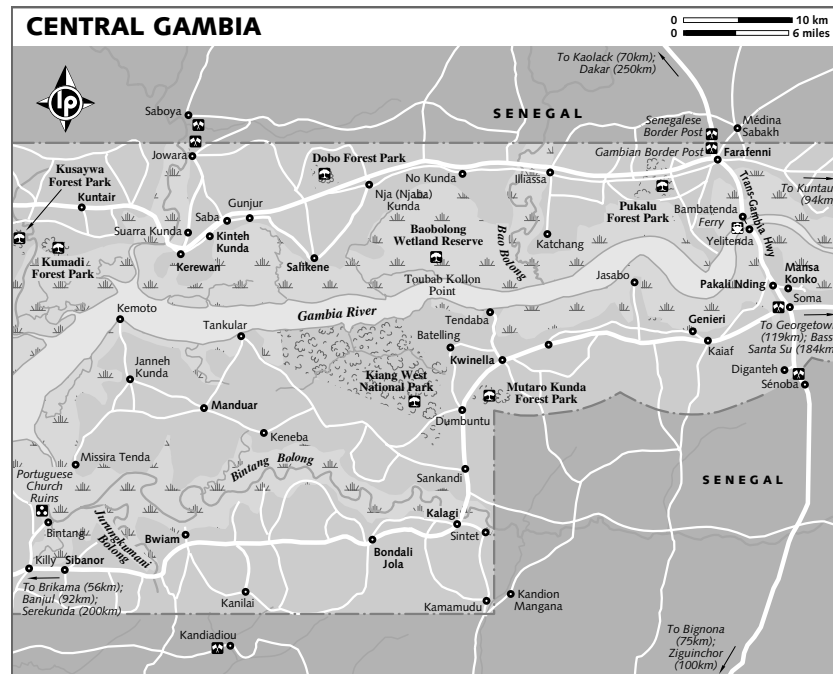 CENTRAL GAMBIA
0 10 km
0 6 miles
To Kaolack (70km);
Dakar (250km)
lp
Saboya
SENEGAL
Senegalese
Border Post
Médina
Sabakh
Jowara
Gambian Border Post
Farafenni
Kusaywa
Forest Park
Dobo Forest Park
No Kunda
Illiassa
Kuntair
Nja (Njaba)
Kunda
Pukalu
Forest Park
Trans-Gambia Hwy
To Kuntaur
(94km)
Gunjur
Saba
Bambatenda
Ferry
Yelitenda
Suarra Kunda
Kinteh
Kunda
Baobolong
Wetland Reserve
Bao Bolong
Katchang
Kumadi
Forest Park
Kerewan
Salikene
Toubab Kollon
Point
Jasabo
Pakali Nding
Mansa
Konko
Soma
Kemoto
Gambia River
Tankular
Tendaba
Batelling
Genieri
Kaiaf
To Georgetown
(119km); Basse
Santa Su (184km)
Kwinella
Janneh
Kunda
Kiang West
National Park
Mutaro Kunda
Forest Park
Diganteh
Sénoba
Manduar
Dumbuntu
Keneba
Missira Tenda
Bintang Bolong
Sankandi
SENEGAL
Portuguese
Church
Ruins
Bintang
Jurungkumani
Bolong
Kalagi
Sintet
Bwiam
Bondali
Jola
Killy
Sibanor
To Brikama (56km);
Banjul (92km);
Serekunda (200km)
Kanilai
Kamamudu
Kandion
Mangana
Kandiadiou
To Bignona
(75km);
Ziguinchor
(100km)